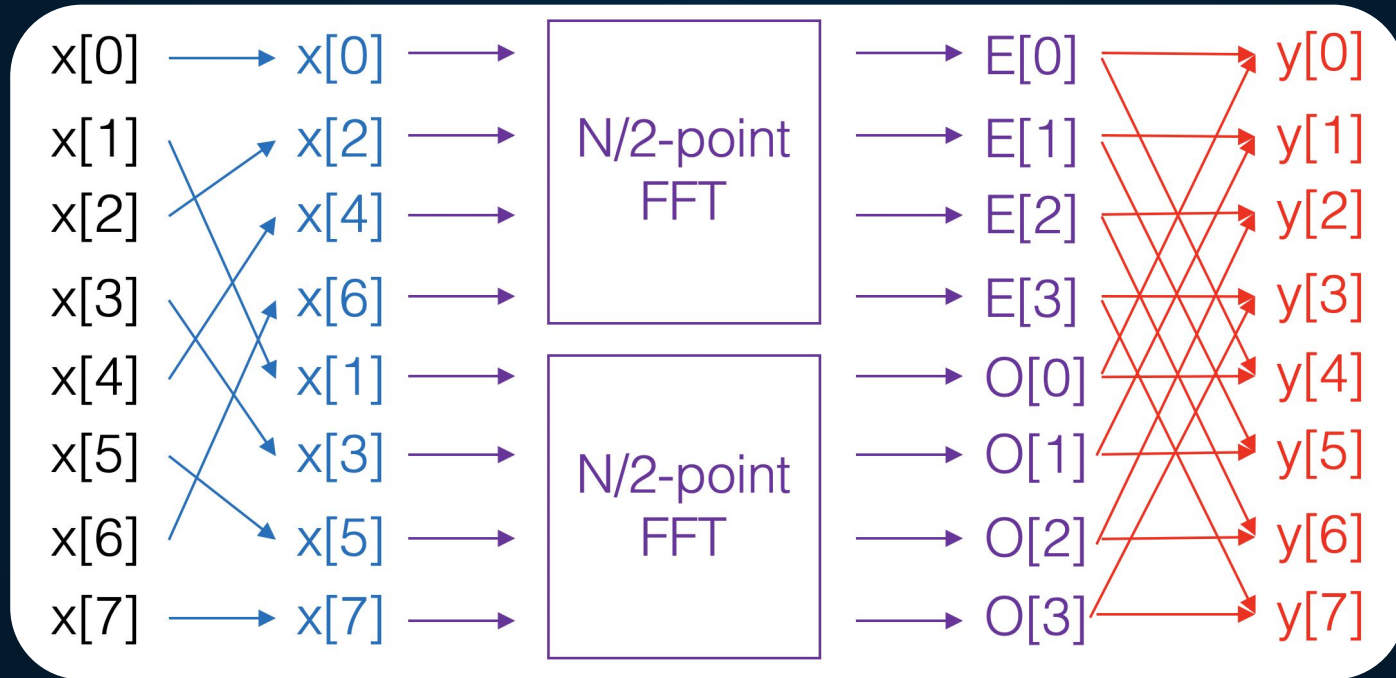 x[0] x[0] E[0] y[0]
x[1] x[2] N/2-point E[1] y[1]
x[2] x[4] FFT E[2] y[2]
x[3] x[6] E[3] y[3]
x[4] x[1] O[0] y[4]
x[5] x[3] N/2-point O[1] y[5]
x[6] x[5] FFT O[2] y[6]
x[7] x[7] O[3] y[7]